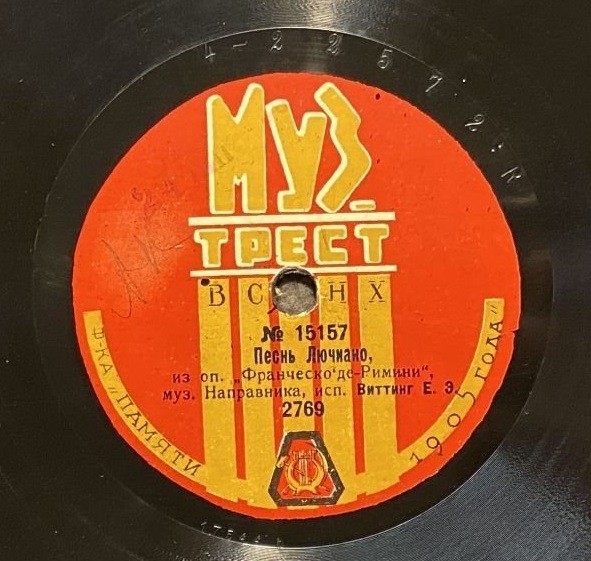 4-22572.R
МУЗ-
ТРЕСТ
ВСНХ
№ 15157
Песнь Лючиано,
из оп. „Франческо де-Римини",
муз. Направника, исп. Виттинг Е. Э.
2769
Ф-КА „ПАМЯТИ 1905 ГОДА"